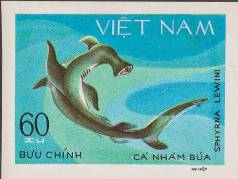 VIỆT NAM
60
xu
BƯU CHÍNH
CÁ NHÁM BÚA
SPHYRNA LEWINI